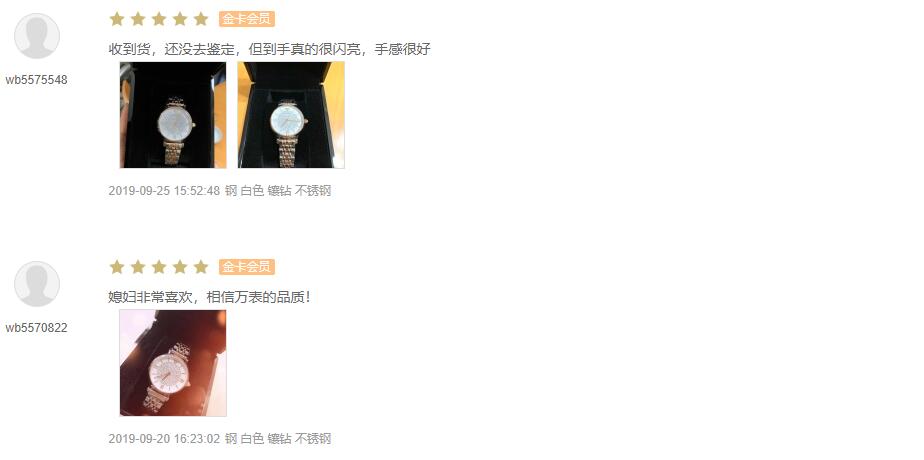 金卡会员
收到货，还没去鉴定，但到手真的很闪亮，手感很好
wb5575548
2019-09-25 15:52:48 钢 白色 镶钻 不锈钢
金卡会员
媳妇非常喜欢，相信万表的品质！
wb5570822
2019-09-20 16:23:02 钢 白色 镶钻 不锈钢